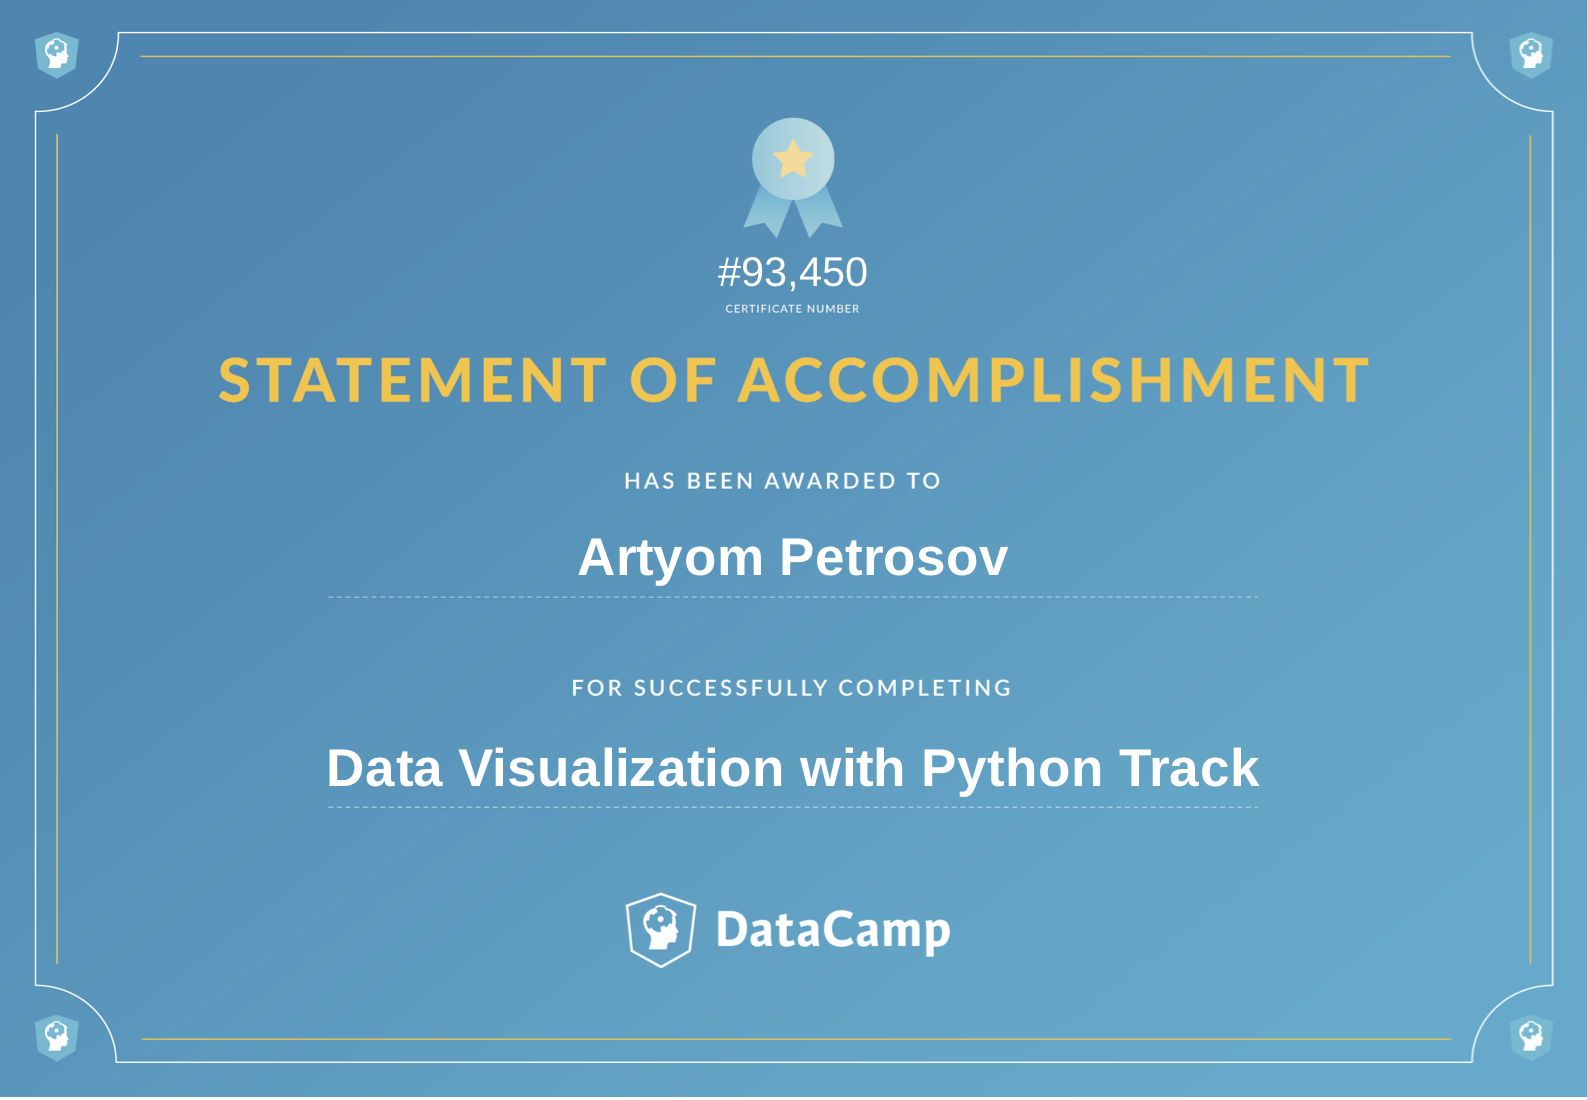 #93,450
CERTIFICATE NUMBER
STATEMENT OF ACCOMPLISHMENT
HAS BEEN AWARDED TO
Artyom Petrosov
FOR SUCCESSFULLY COMPLETING
Data Visualization with Python Track
DataCamp